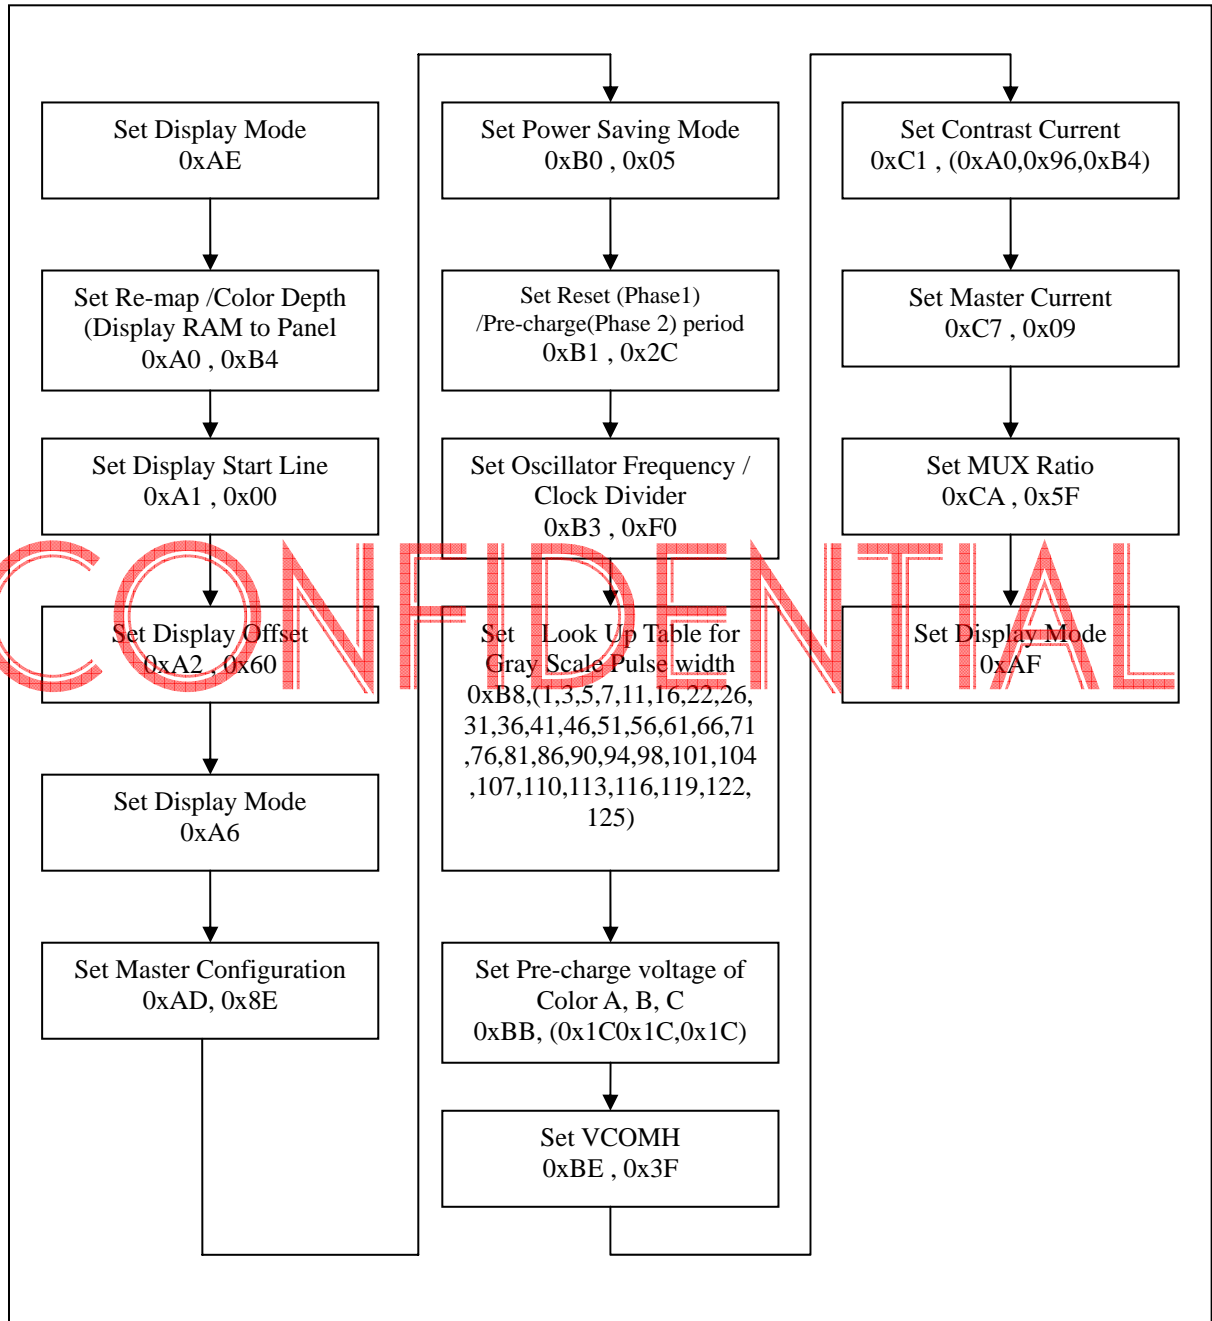 Set Display Mode
0xAE
Set Re-map /Color Depth
(Display RAM to Panel
0xA0 , 0xB4
Set Display Start Line
0xA1 , 0x00
Set Display Offset
0xA2 , 0x60
Set Display Mode
0xA6
Set Master Configuration
0xAD, 0x8E
Set Power Saving Mode
0xB0 , 0x05
Set Reset (Phase1)
/Pre-charge(Phase 2) period
0xB1 , 0x2C
Set Oscillator Frequency /
Clock Divider
0xB3 , 0xF0
Set Look Up Table for
Gray Scale Pulse width
0xB8,(1,3,5,7,11,16,22,26,
31,36,41,46,51,56,61,66,71
,76,81,86,90,94,98,101,104
,107,110,113,116,119,122,
125)
Set Pre-charge voltage of
Color A, B, C
0xBB, (0x1C0x1C,0x1C)
Set VCOMH
0xBE , 0x3F
Set Contrast Current
0xC1 , (0xA0,0x96,0xB4)
Set Master Current
0xC7 , 0x09
Set MUX Ratio
0xCA , 0x5F
Set Display Mode
0xAF
CONFIDENTIAL